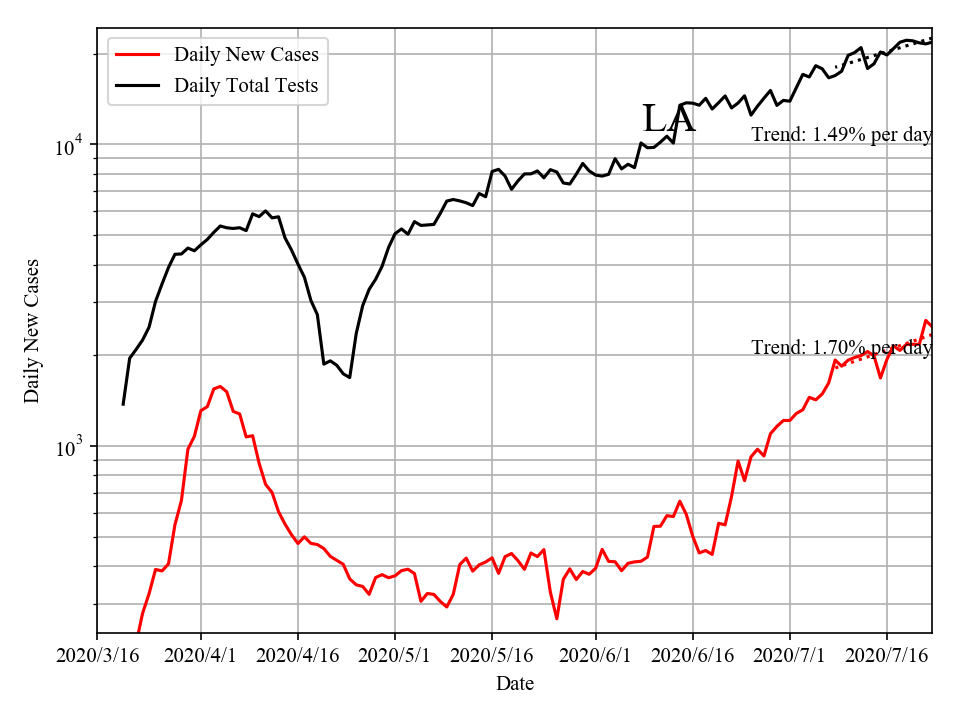 Daily New Cases
Daily Total Tests
LA
Trend: 1.49% per day
Trend: 1.70% per day
10^4
10^3
Daily New Cases
2020/3/16 2020/4/1 2020/4/16 2020/5/1 2020/5/16 2020/6/1 2020/6/16 2020/7/1 2020/7/16
Date